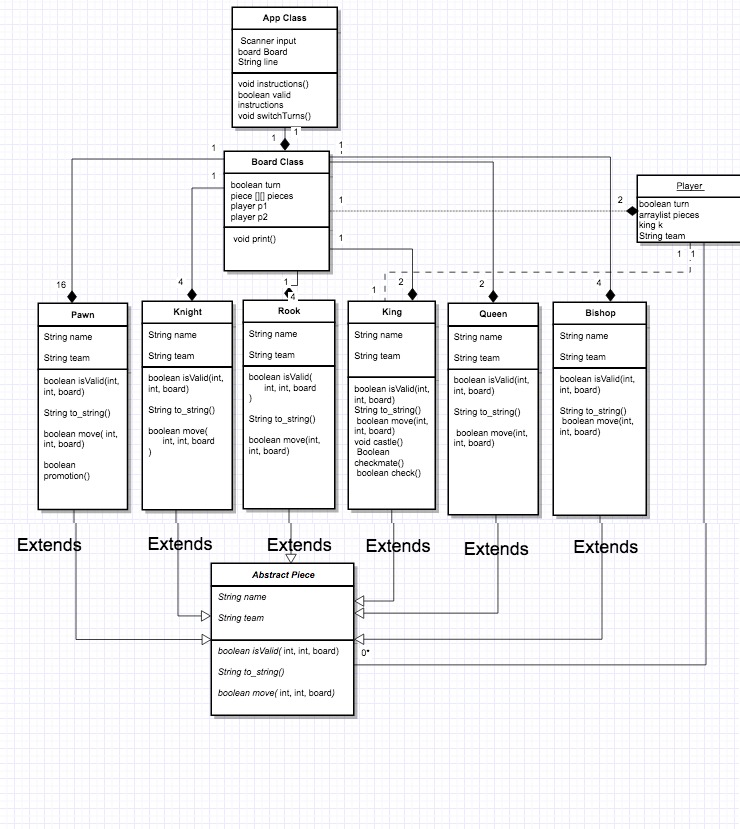 App Class
Scanner input
board Board
String line
void instructions()
boolean valid
instructions
void switchTurns()
1
1
1
1
Board Class
1
boolean turn
piece [][] pieces
player p1
player p2
void print()
1
2
1
Player
boolean turn
arraylist pieces
king k
String team
1
1
16
4
1
4
1
2
2
4
Pawn
String name
String team
boolean isValid(int,
int, board)
String to_string()
boolean move( int,
int, board)
boolean
promotion()
Knight
String name
String team
boolean isValid(int,
int, board)
String to_string()
boolean move(
int, int, board
)
Rook
String name
String team
boolean isValid(
int, int, board
)
String to_string()
boolean move(int,
int, board)
King
String name
String team
boolean isValid(int,
int, board)
String to_string()
boolean move(int,
int, board)
void castle()
Boolean
checkmate()
boolean check()
Queen
String name
String team
boolean isValid(int,
int, board)
String to_string()
boolean move(int,
int, board)
Bishop
String name
String team
boolean isValid(int,
int, board)
String to_string()
boolean move(int,
int, board)
Extends
Extends
Extends
Extends
Extends
Extends
Abstract Piece
String name
String team
boolean isValid( int, int, board)
String to_string()
boolean move( int, int, board)
0*